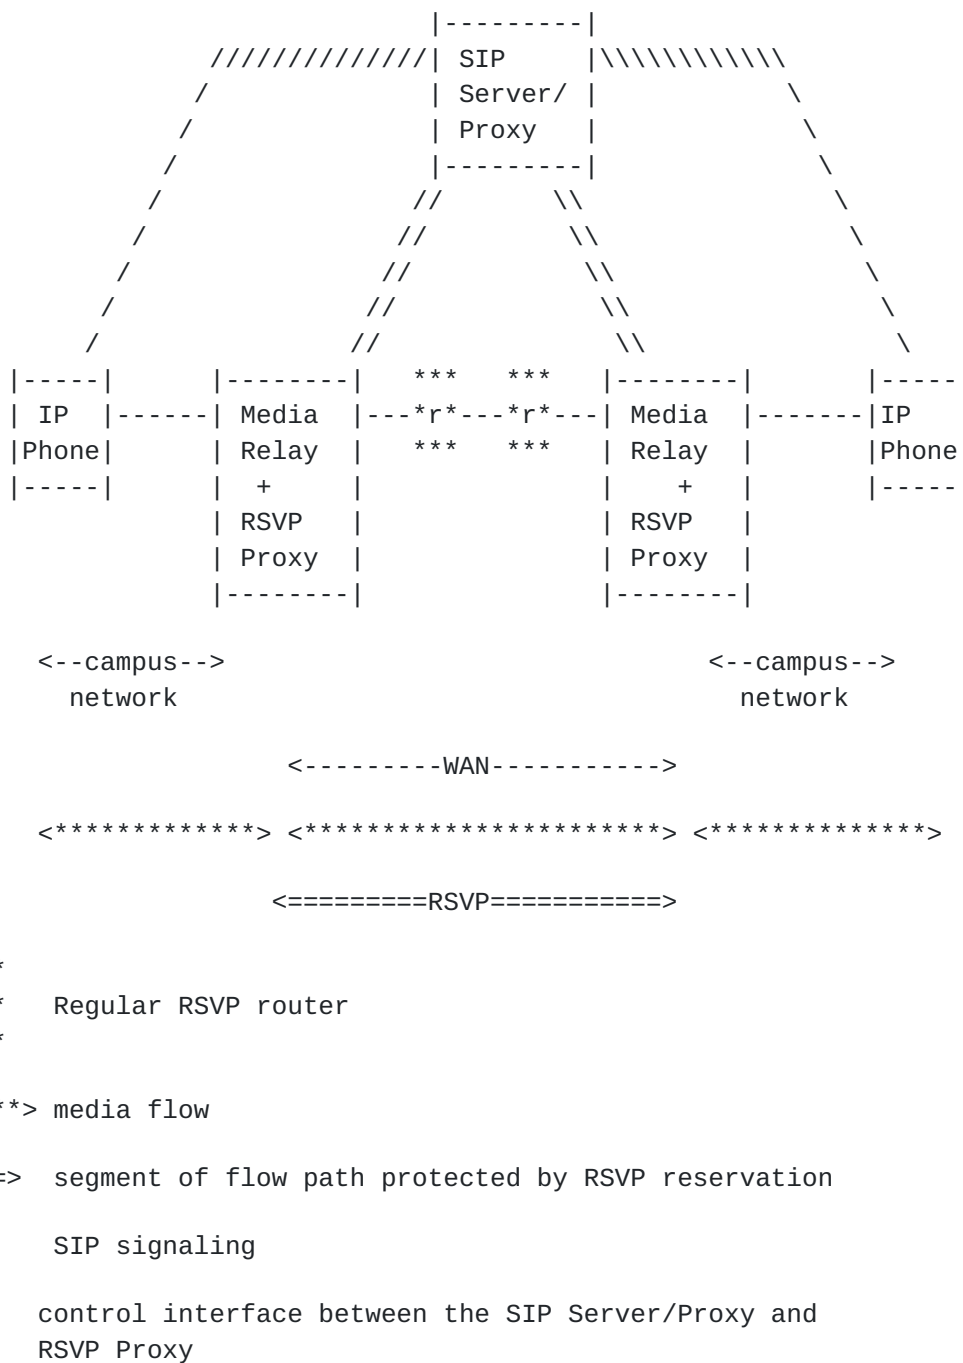 |---------|
             //////////////| SIP     |\\\\\\\\\\\\
            /              | Server/ |            \
           /               | Proxy   |             \
          /                |---------|              \
         /                //       \\                \
        /                //         \\                \
       /                //           \\                \
      /                //             \\                \
     /                //               \\                \
|-----|      |--------|   ***   ***   |--------|       |-----
| IP  |------| Media  |---*r*---*r*---| Media  |-------|IP
|Phone|      | Relay  |   ***   ***   | Relay  |       |Phone
|-----|      |  +     |               |    +   |       |-----
             | RSVP   |               | RSVP   |
             | Proxy  |               | Proxy  |
             |--------|               |--------|
  <--campus-->                               <--campus-->
    network                                    network
                  <---------WAN----------->
  <*************> <***********************> <**************>
                 <=========RSVP===========>
*
*   Regular RSVP router
*
**> media flow
=>  segment of flow path protected by RSVP reservation
    SIP signaling
   control interface between the SIP Server/Proxy and
   RSVP Proxy